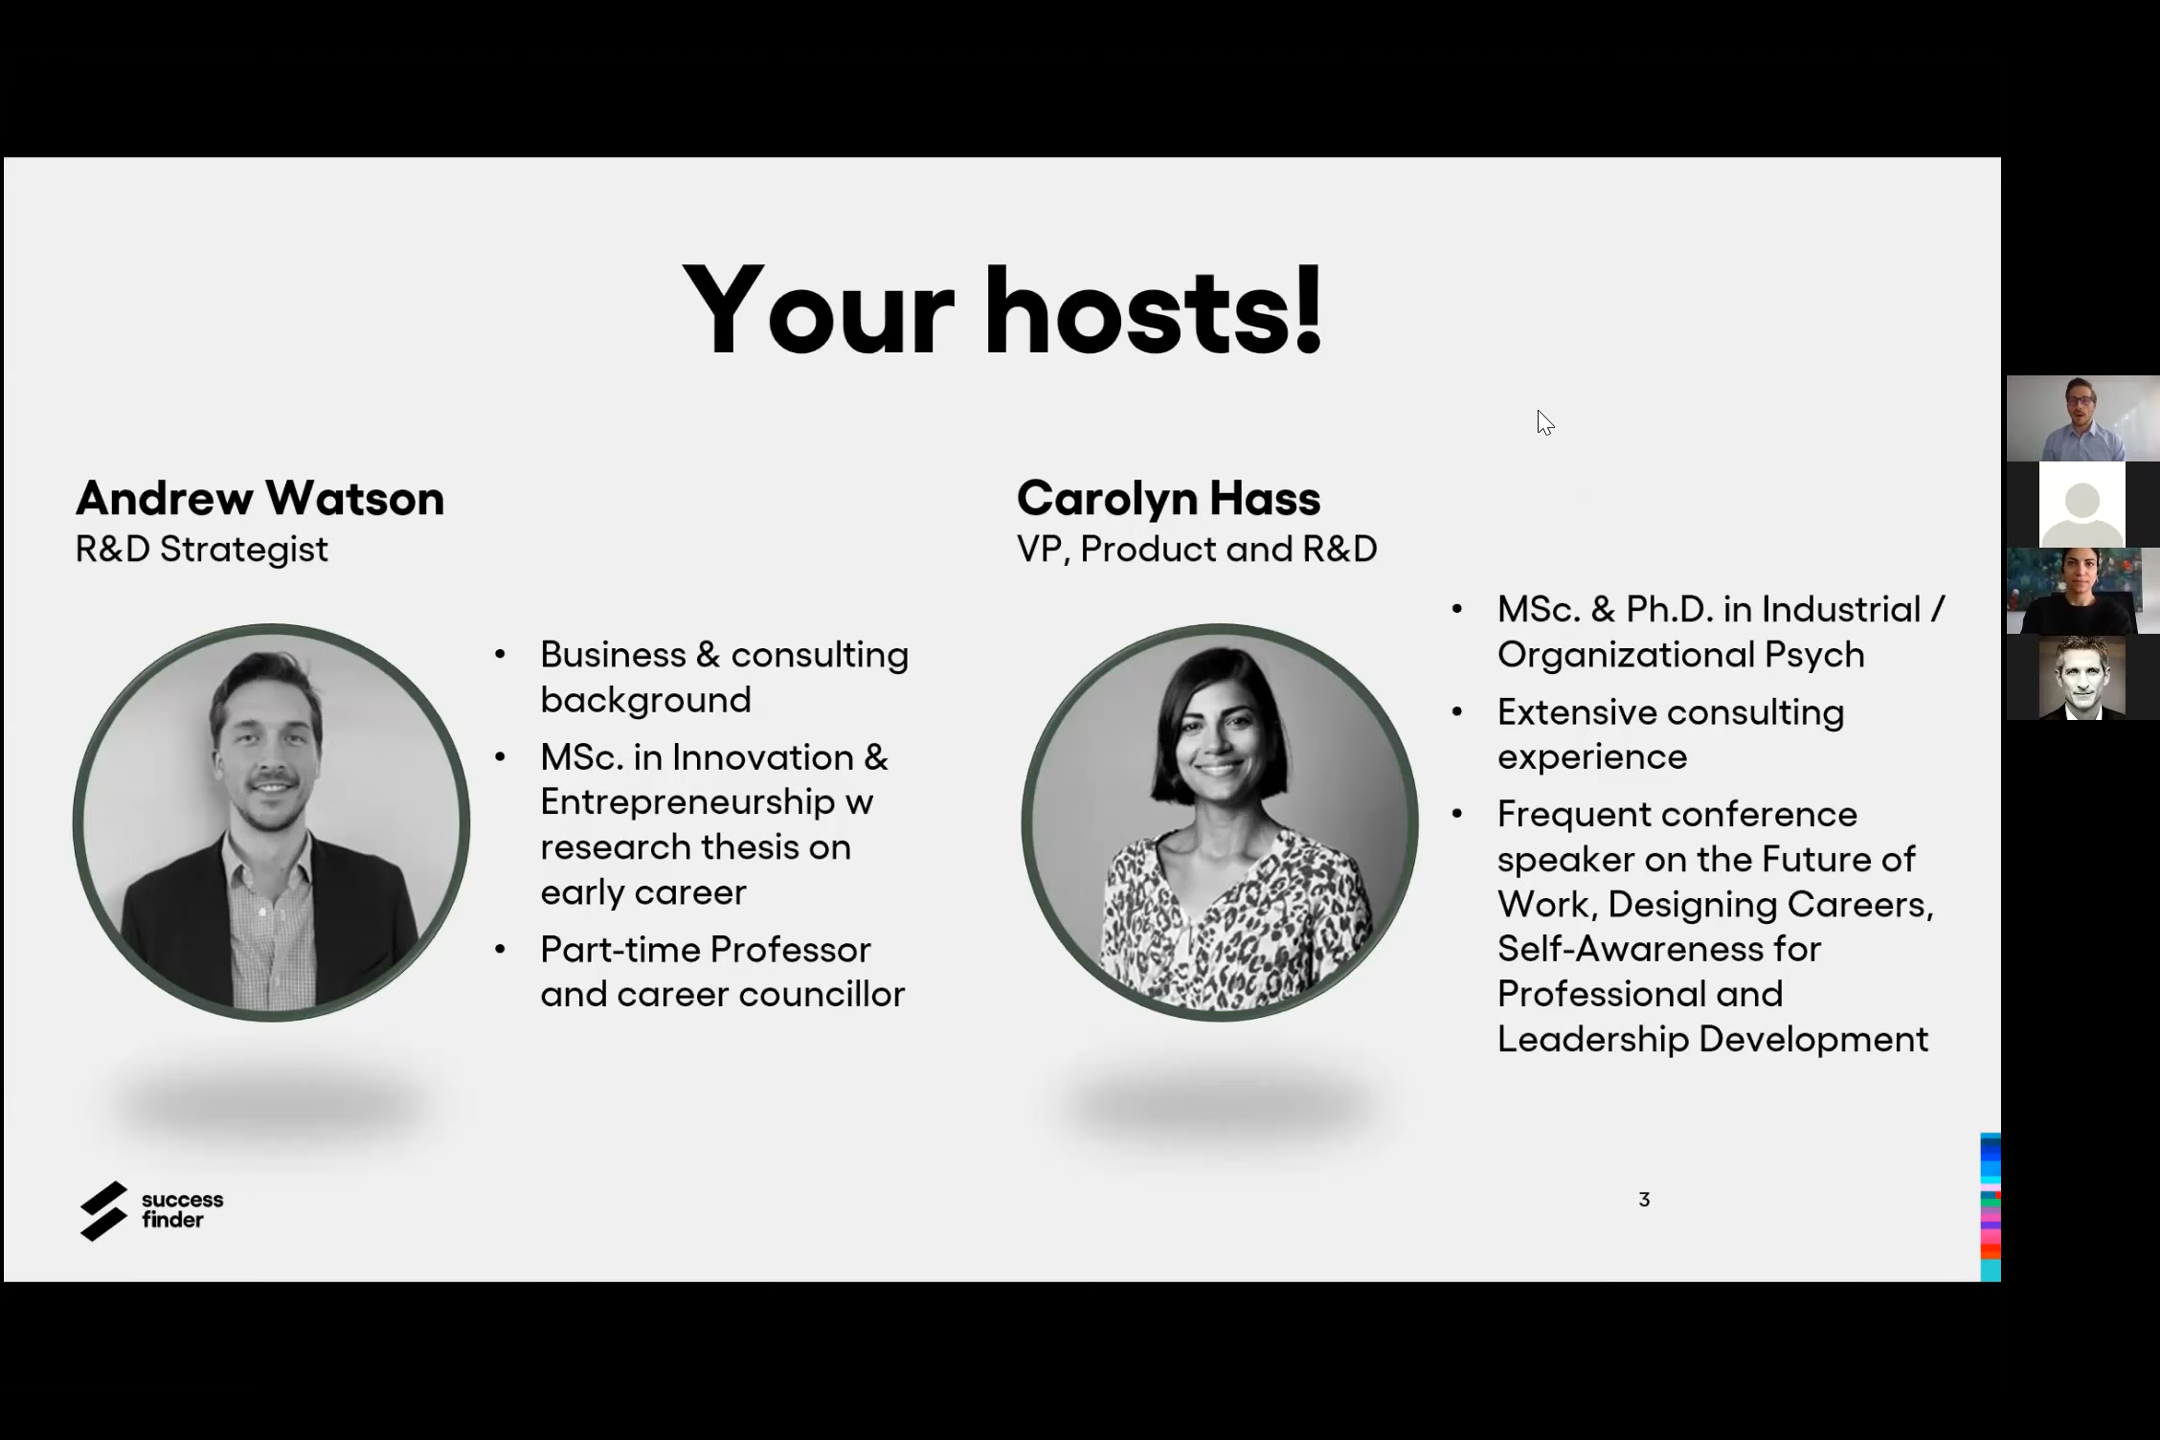 Your hosts!
Andrew Watson
R&D Strategist
• Business & consulting
background
• MSc. in Innovation &
Entrepreneurship w
research thesis on
early career
• Part-time Professor
and career councillor
Carolyn Hass
VP, Product and R&D
• MSc. & Ph.D. in Industrial /
Organizational Psych
• Extensive consulting
experience
• Frequent conference
speaker on the Future of
Work, Designing Careers,
Self-Awareness for
Professional and
Leadership Development
success
finder
3